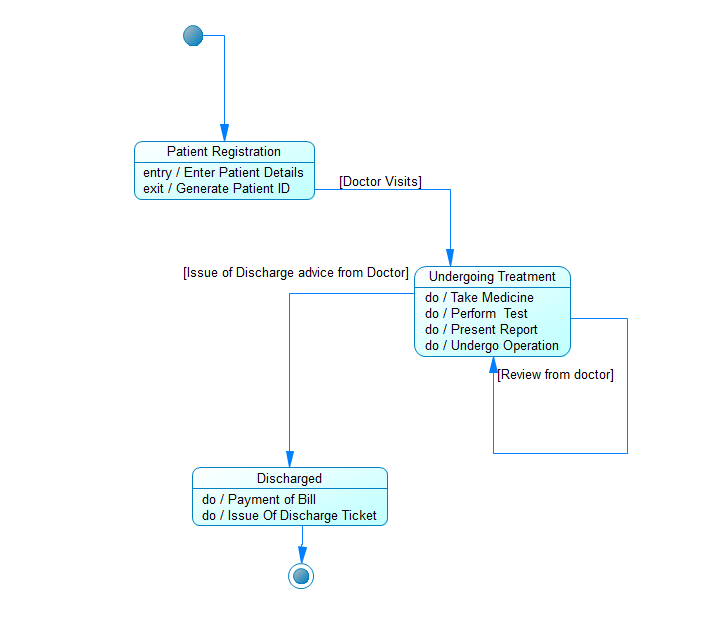 Patient Registration
entry / Enter Patient Details
exit / Generate Patient ID
[Doctor Visits]
[Issue of Discharge advice from Doctor]
Undergoing Treatment
do / Take Medicine
do / Perform  Test
do / Present Report
do / Undergo Operation
[Review from doctor]
Discharged
do / Payment of Bill
do / Issue Of Discharge Ticket